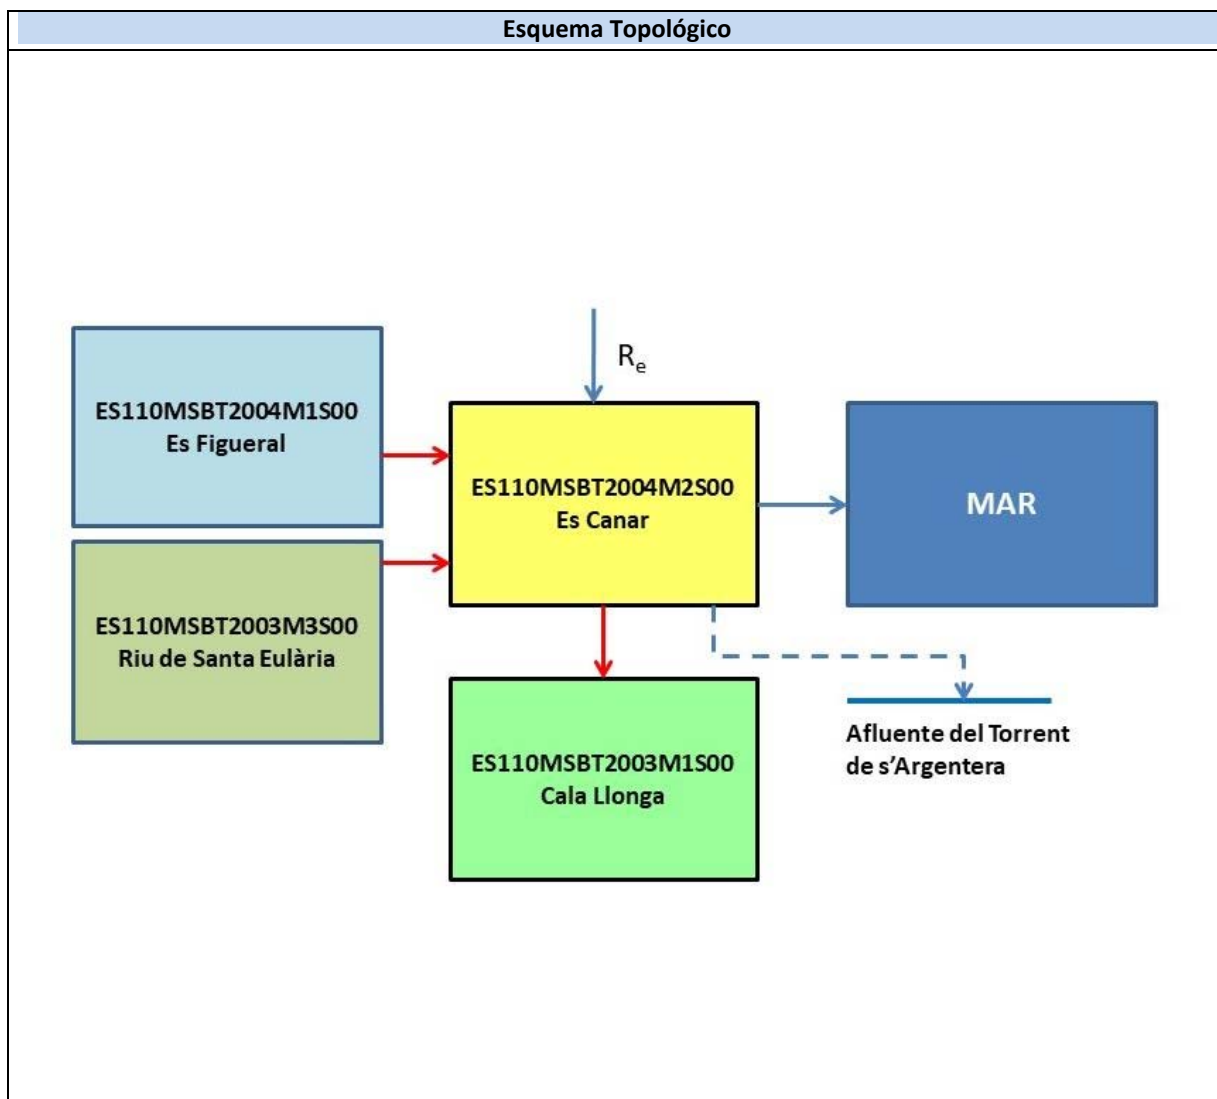 Esquema Topológico
R_e
ES110MSBT2004M1S00
Es Figueral
ES110MSBT2004M2S00
Es Canar
MAR
ES110MSBT2003M3S00
Riu de Santa Eulària
ES110MSBT2003M1S00
Cala Llonga
Afluente del Torrent
de s'Argentera